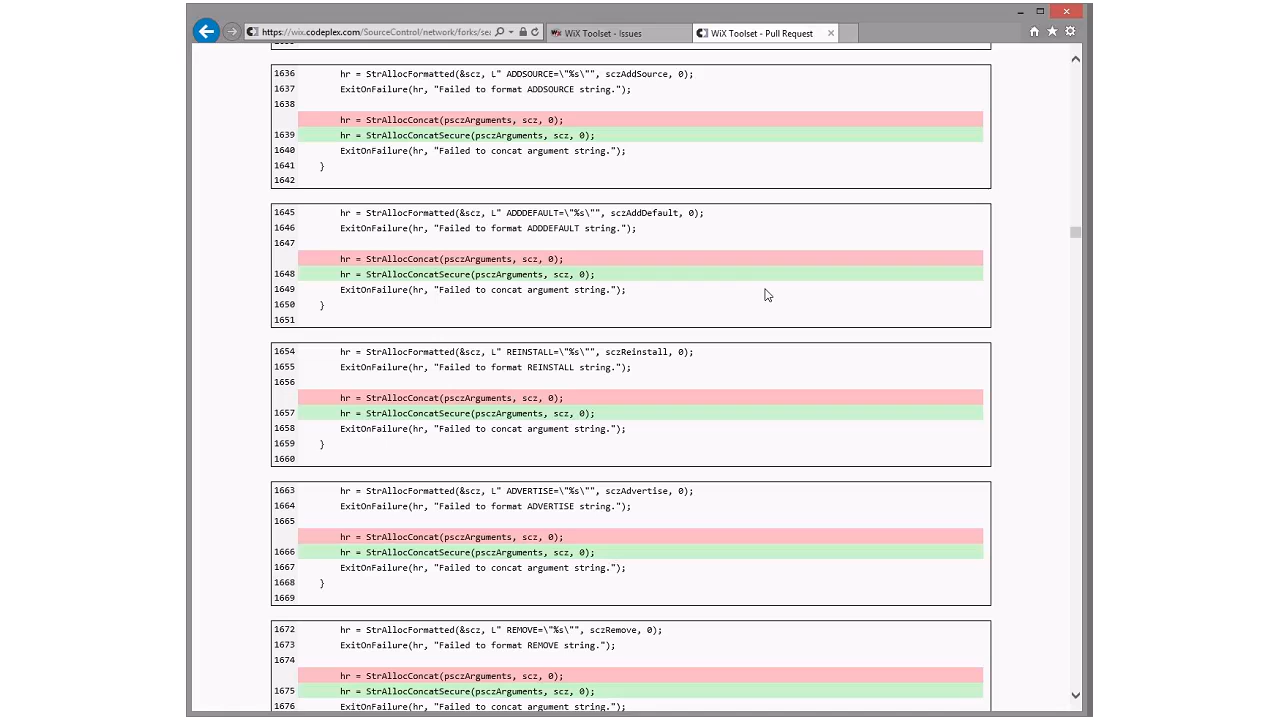 https://wix.codeplex.com/SourceControl/network/forks/sea
WiX Toolset - Issues
WiX Toolset - Pull Request
1636 hr = StrAllocFormatted(&scz, L" ADDSOURCE=\"%s\"", sczAddSource, 0);
1637 ExitOnFailure(hr, "Failed to format ADDSOURCE string.");
1638
hr = StrAllocConcat(psczArguments, scz, 0);
1639 hr = StrAllocConcatSecure(psczArguments, scz, 0);
1640 ExitOnFailure(hr, "Failed to concat argument string.");
1641 }
1642
1645 hr = StrAllocFormatted(&scz, L" ADDDEFAULT=\"%s\"", sczAddDefault, 0);
1646 ExitOnFailure(hr, "Failed to format ADDDEFAULT string.");
1647
hr = StrAllocConcat(psczArguments, scz, 0);
1648 hr = StrAllocConcatSecure(psczArguments, scz, 0);
1649 ExitOnFailure(hr, "Failed to concat argument string.");
1650 }
1651
1654 hr = StrAllocFormatted(&scz, L" REINSTALL=\"%s\"", sczReinstall, 0);
1655 ExitOnFailure(hr, "Failed to format REINSTALL string.");
1656
hr = StrAllocConcat(psczArguments, scz, 0);
1657 hr = StrAllocConcatSecure(psczArguments, scz, 0);
1658 ExitOnFailure(hr, "Failed to concat argument string.");
1659 }
1660
1663 hr = StrAllocFormatted(&scz, L" ADVERTISE=\"%s\"", sczAdvertise, 0);
1664 ExitOnFailure(hr, "Failed to format ADVERTISE string.");
1665
hr = StrAllocConcat(psczArguments, scz, 0);
1666 hr = StrAllocConcatSecure(psczArguments, scz, 0);
1667 ExitOnFailure(hr, "Failed to concat argument string.");
1668 }
1669
1672 hr = StrAllocFormatted(&scz, L" REMOVE=\"%s\"", sczRemove, 0);
1673 ExitOnFailure(hr, "Failed to format REMOVE string.");
1674
hr = StrAllocConcat(psczArguments, scz, 0);
1675 hr = StrAllocConcatSecure(psczArguments, scz, 0);
1676 ExitOnFailure(hr, "Failed to concat argument string.");